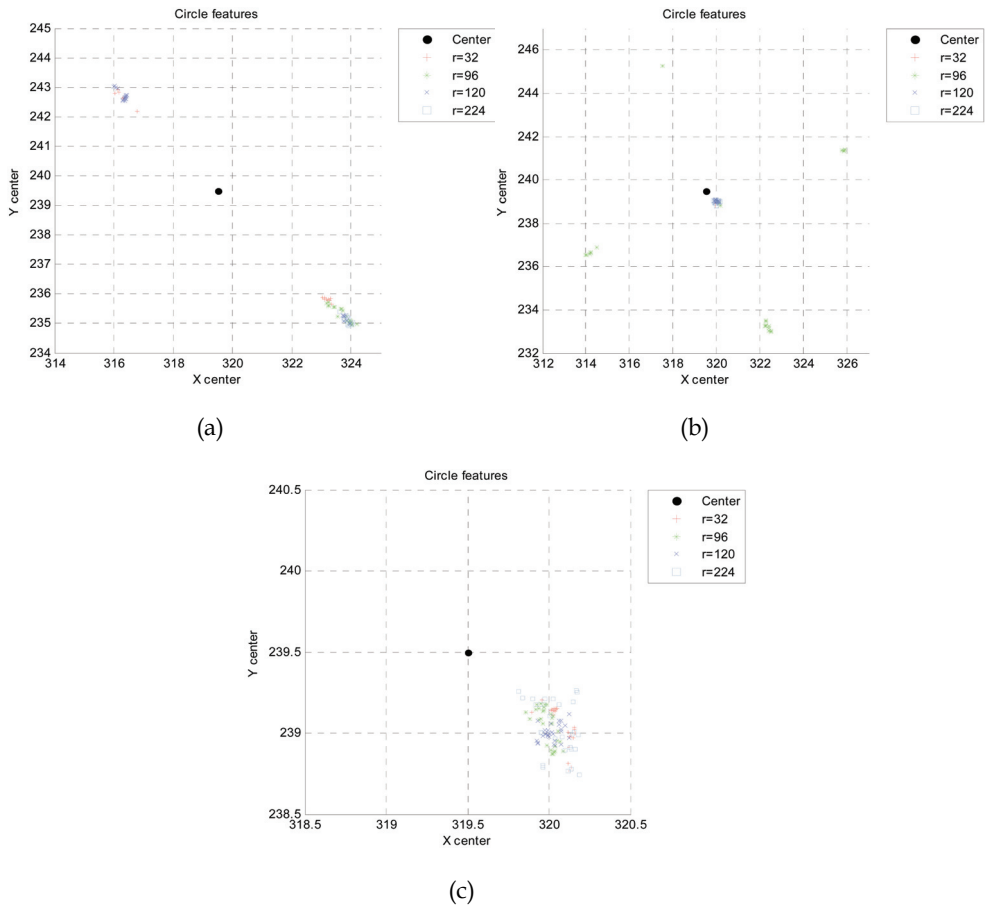 Circle features
245
244
243
242
240
239
238
237
236
235
234
314 316 318 320 322 324
Y center
X center
Center
r=32
r=96
r=120
r=224
(a)
Circle features
246
244
242
240
238
236
234
232
312 314 316 318 320 322 324 326
Y center
X center
Center
r=32
r=96
r=120
r=224
(b)
Circle features
240.5
240
239.5
239
238.5
318.5 319 319.5 320 320.5
Y center
X center
Center
r=32
r=96
r=120
r=224
(c)